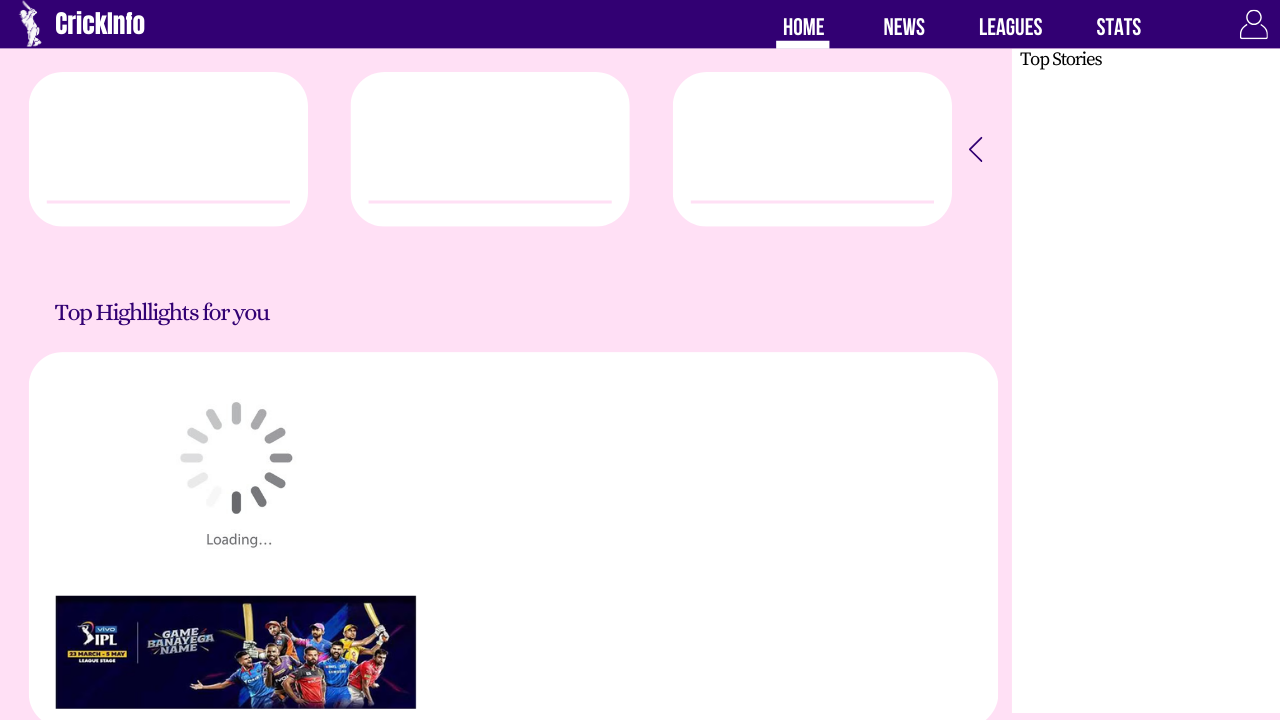 CrickInfo
HOME
NEWS
LEAGUES
STATS
Top Stories
Top Highllights for you
Loading...
vivo
IPL
23 MARCH - 5 MAY
LEAGUE STAGE
GAME
BANAYEGA
NAME